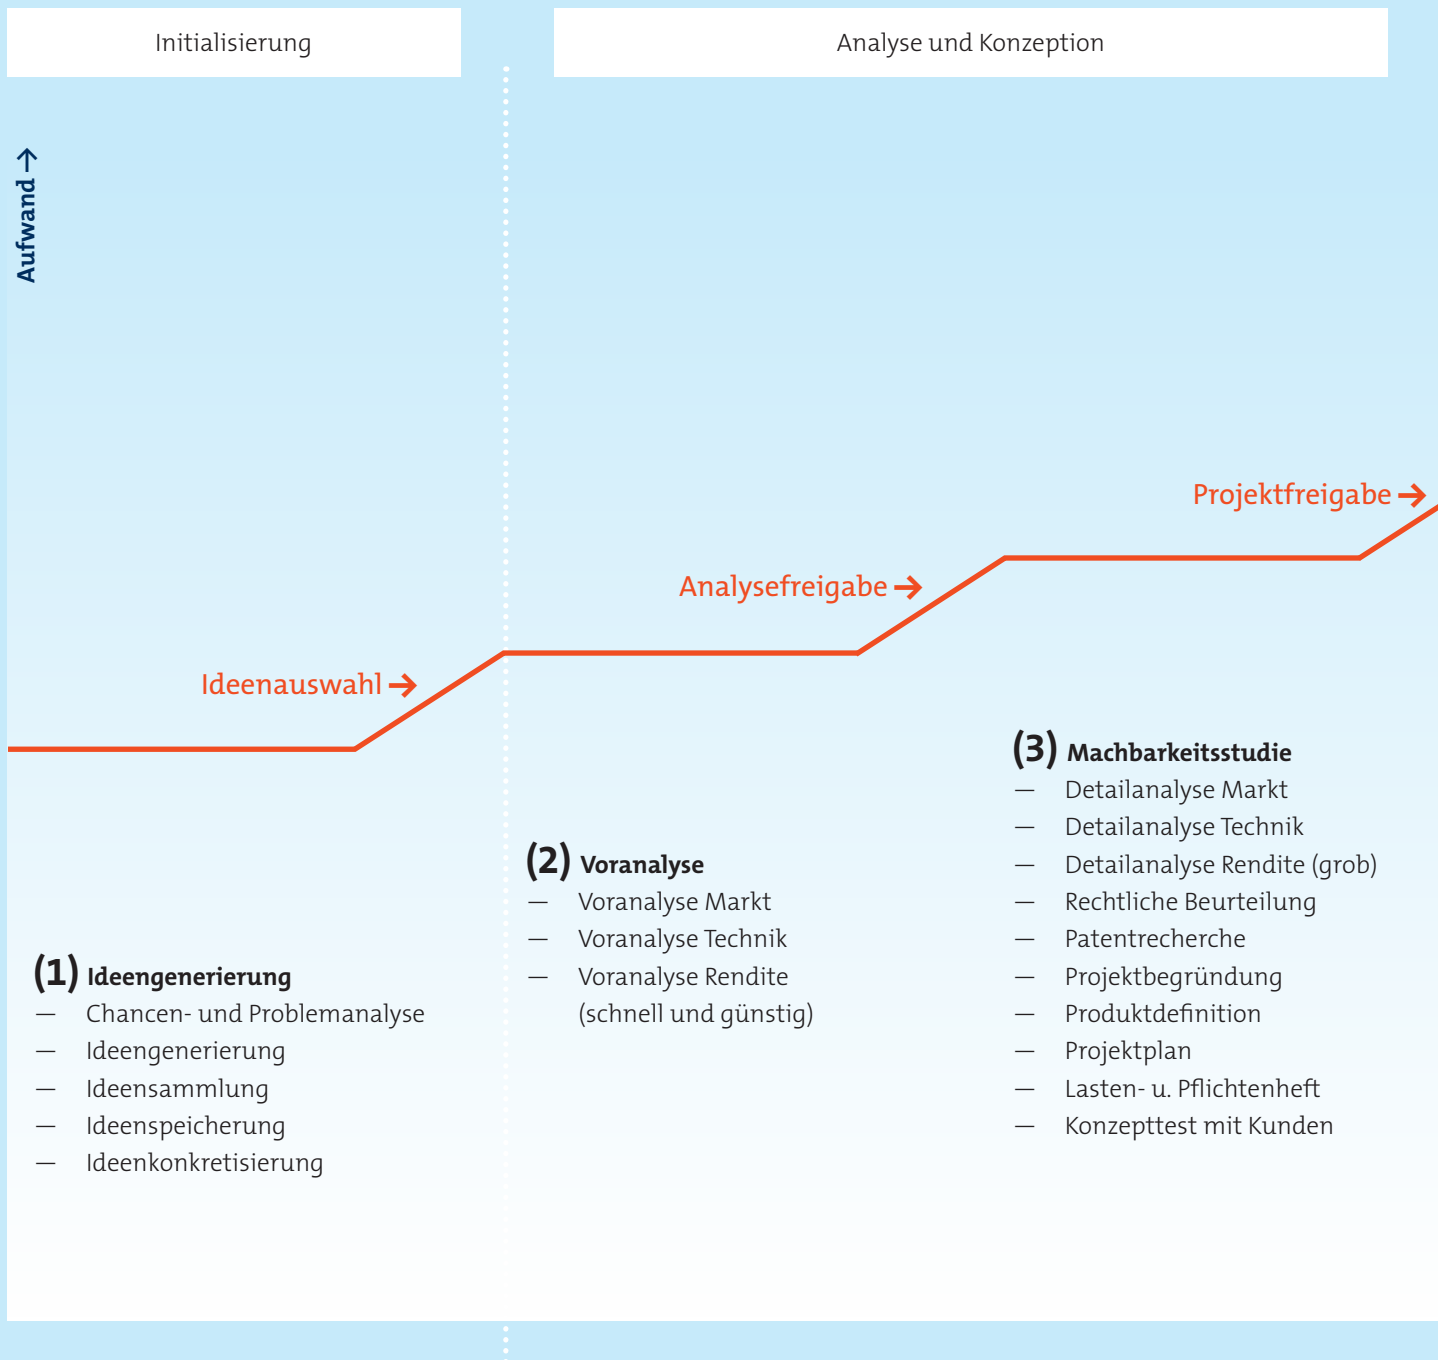 Initialisierung
Analyse und Konzeption
Aufwand →
Projektfreigabe →
Analysefreigabe →
Ideenauswahl →
(1) Ideengenerierung
— Chancen- und Problemanalyse
— Ideengenerierung
— Ideensammlung
— Ideenspeicherung
— Ideenkonkretisierung
(2) Voranalyse
— Voranalyse Markt
— Voranalyse Technik
— Voranalyse Rendite
(schnell und günstig)
(3) Machbarkeitsstudie
— Detailanalyse Markt
— Detailanalyse Technik
— Detailanalyse Rendite (grob)
— Rechtliche Beurteilung
— Patentrecherche
— Projektbegründung
— Produktdefinition
— Projektplan
— Lasten- u. Pflichtenheft
— Konzepttest mit Kunden